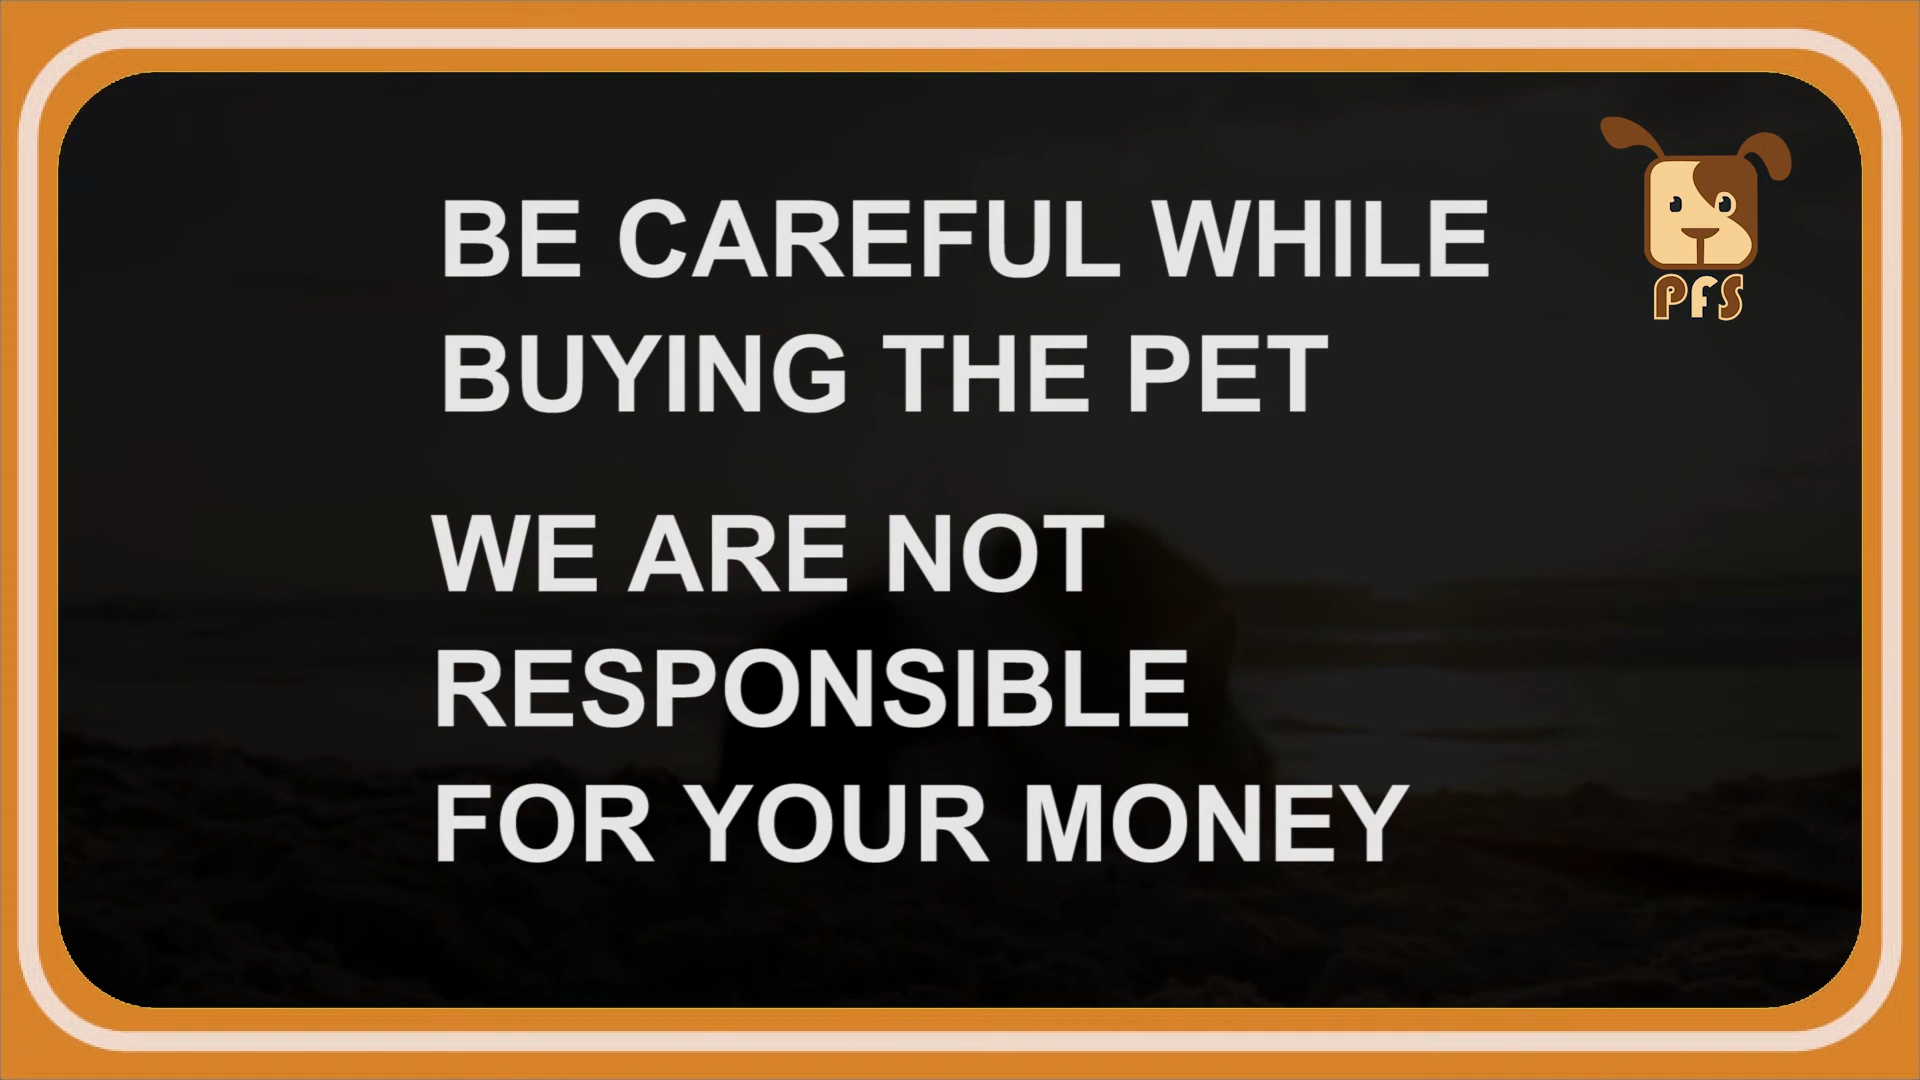 BE CAREFUL WHILE
BUYING THE PET
WE ARE NOT
RESPONSIBLE
FOR YOUR MONEY
PFS